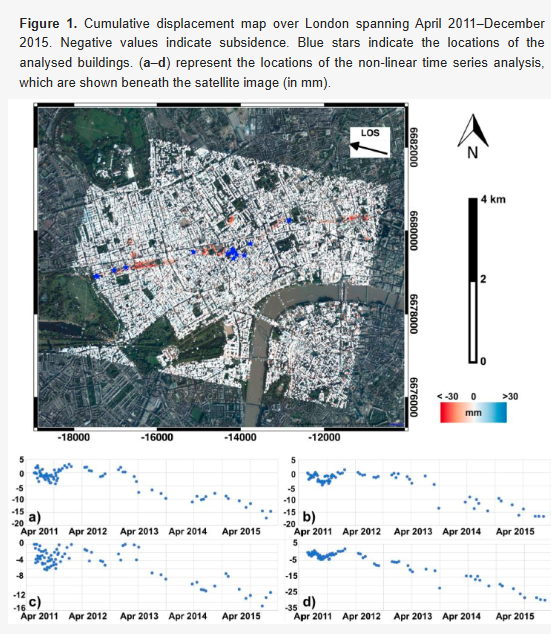 Figure 1. Cumulative displacement map over London spanning April 2011–December
2015. Negative values indicate subsidence. Blue stars indicate the locations of the
analysed buildings. (a–d) represent the locations of the non-linear time series analysis,
which are shown beneath the satellite image (in mm).
LOS
N
6682000
6680000
6678000
6676000
4 km
2
0
-18000 -16000 -14000 -12000
< -30 0 >30
mm
5
0
-5
-10
-15
-20
a)
Apr 2011 Apr 2012 Apr 2013 Apr 2014 Apr 2015
5
0
-5
-10
-15
-20
b)
Apr 2011 Apr 2012 Apr 2013 Apr 2014 Apr 2015
0
-4
-8
-12
-16
c)
Apr 2011 Apr 2012 Apr 2013 Apr 2014 Apr 2015
5
-5
-15
-25
-35
d)
Apr 2011 Apr 2012 Apr 2013 Apr 2014 Apr 2015